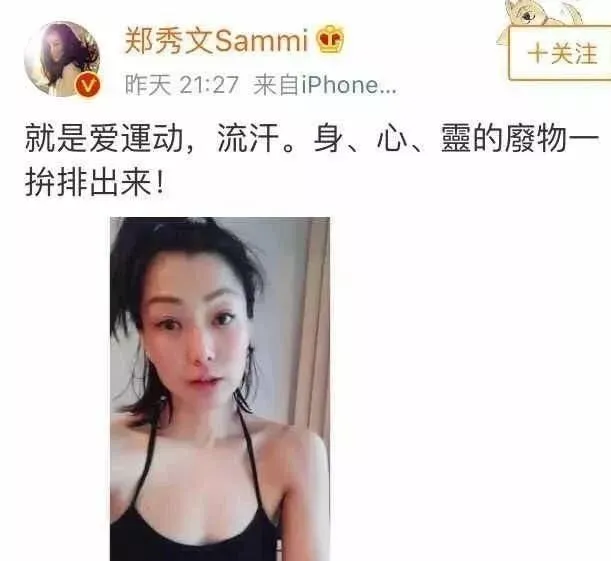 郑秀文Sammi
十关注
昨天 21:27 来自iPhone...
就是爱運动，流汗。身、心、靈的廢物一
拚排出来！